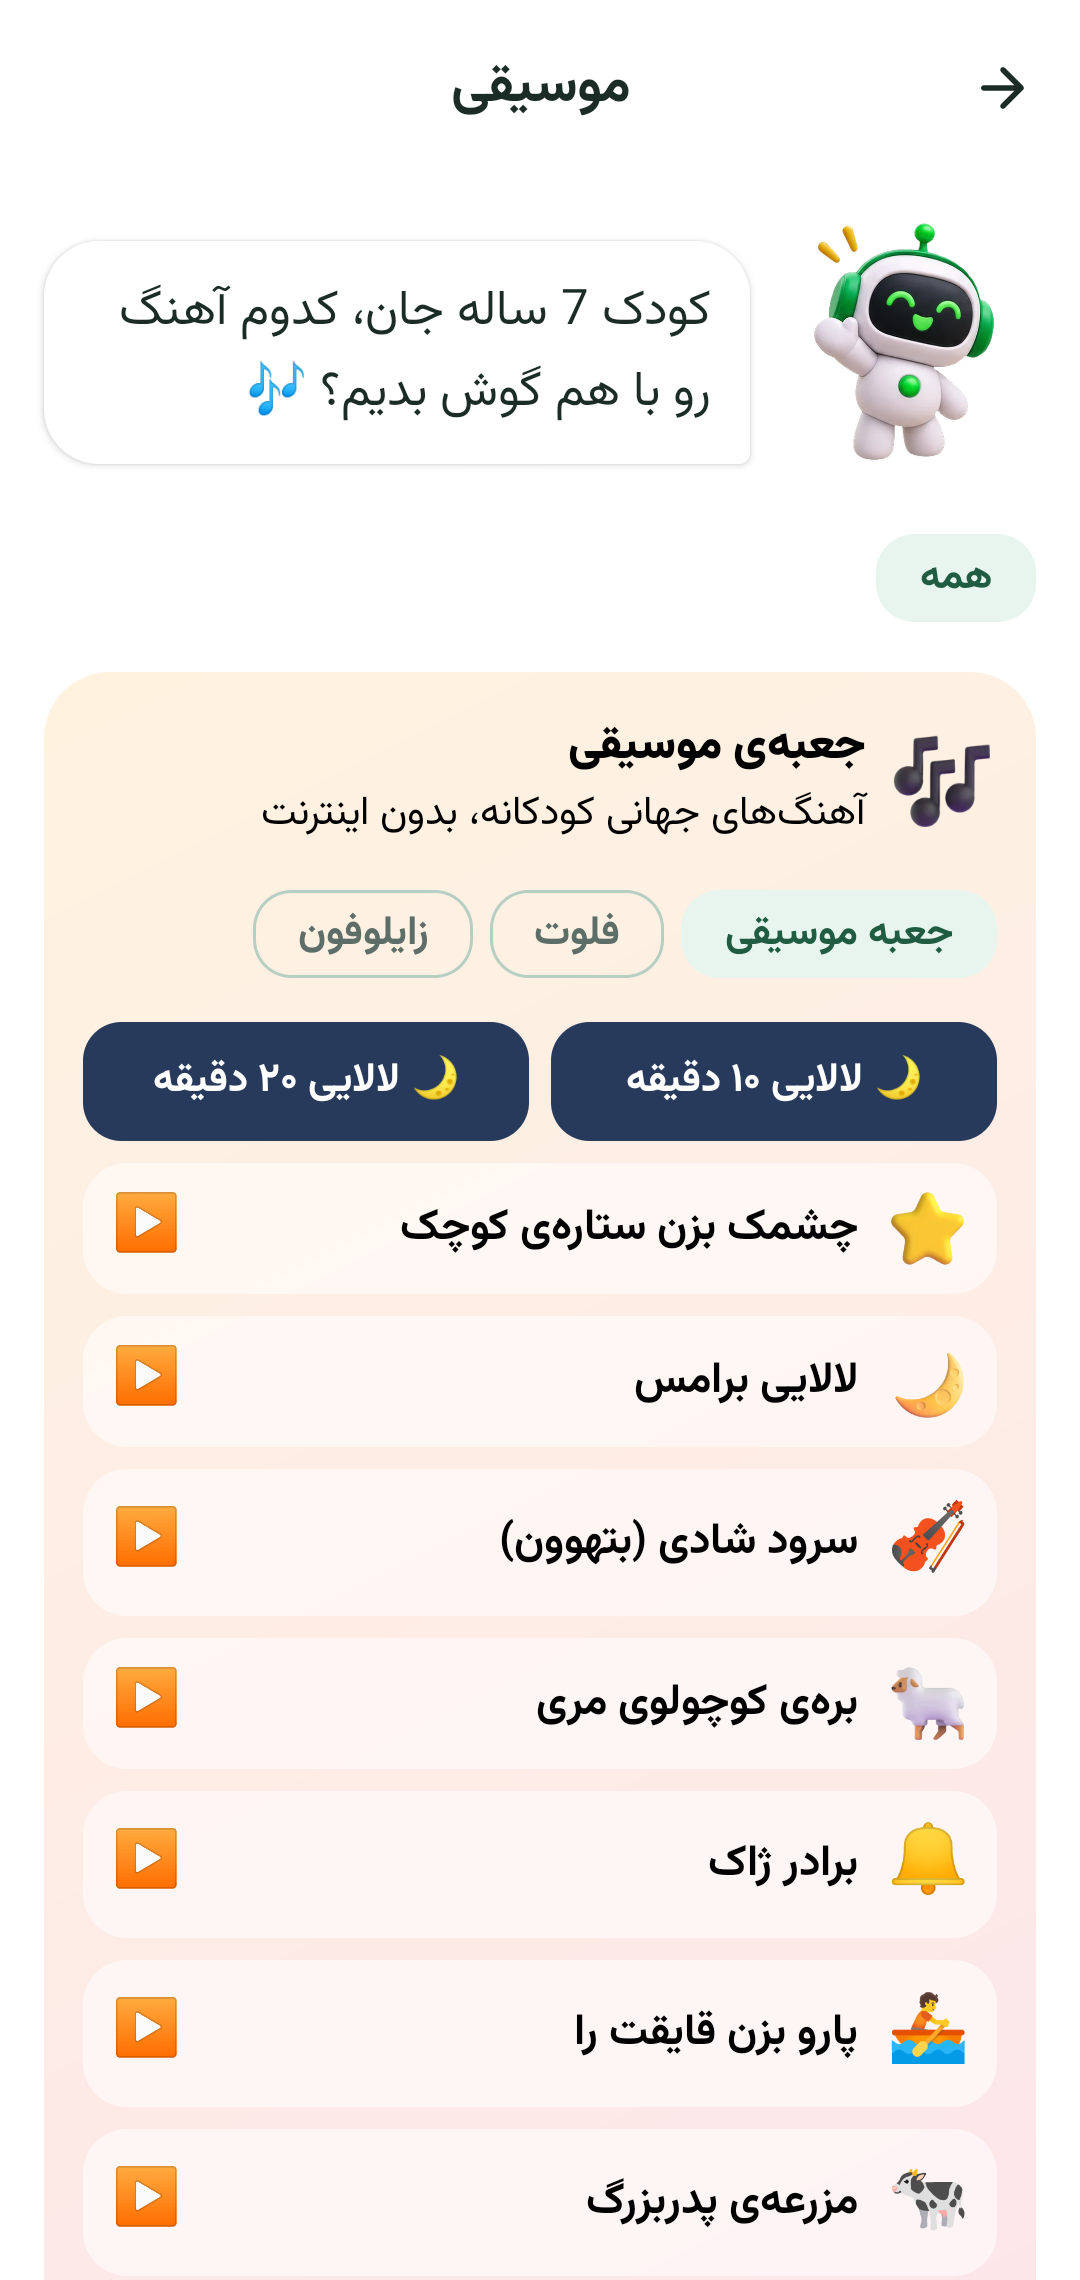 موسیقی
کودک 7 ساله جان، کدوم آهنگ
رو با هم گوش بدیم؟ 🎶
همه
جعبه‌ی موسیقی
آهنگ‌های جهانی کودکانه، بدون اینترنت
جعبه موسیقی
فلوت
زایلوفون
🌙 لالایی ۱۰ دقیقه
🌙 لالایی ۲۰ دقیقه
چشمک بزن ستاره‌ی کوچک
لالایی برامس
سرود شادی (بتهوون)
بره‌ی کوچولوی مری
برادر ژاک
پارو بزن قایقت را
مزرعه‌ی پدربزرگ